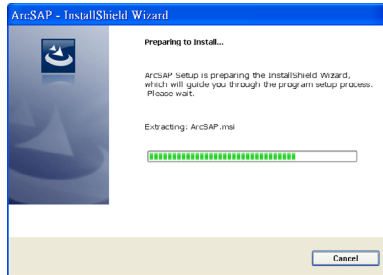 ArcSAP - InstallShield Wizard
Preparing to Install...
ArcSAP Setup is preparing the InstallShield Wizard,
which will guide you through the program setup process.
Please wait.
Extracting: ArcSAP.msi
Cancel